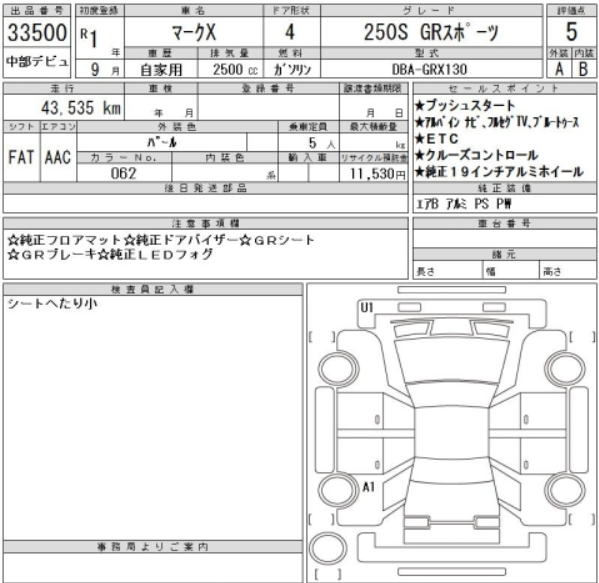 出品番号 初度登録 車名 ドア形状 グレード 評価点
33500 R1年 マークX 4 250S GRスポーツ 5
中部デビュ 車歴 排気量 燃料 型式 外装 内装
9月 自家用 2500cc ガソリン DBA-GRX130 A B
走行 車検 登録番号 譲渡書類期限 セールスポイント
43,535 km 年 月 月 日 ★プッシュスタート
シフト エアコン 外装色 乗車定員 最大積載量 ★アルパイン ナビ、フルセグTV、ブルートゥース
FAT AAC パール 5人 kg ★ETC
カラーNo. 内装色 輸入車 リサイクル預託金 ★クルーズコントロール
062 系 11,530円 ★純正19インチアルミホイール
後日発送部品 純正装備
エアB アルミ PS PW
注意事項欄 車台番号
☆純正フロアマット☆純正ドアバイザー☆GRシート
☆GRブレーキ☆純正LEDフォグ
諸元
長さ 幅 高さ
検査員記入欄
シートへたり小
U1
A1
事務局よりご案内